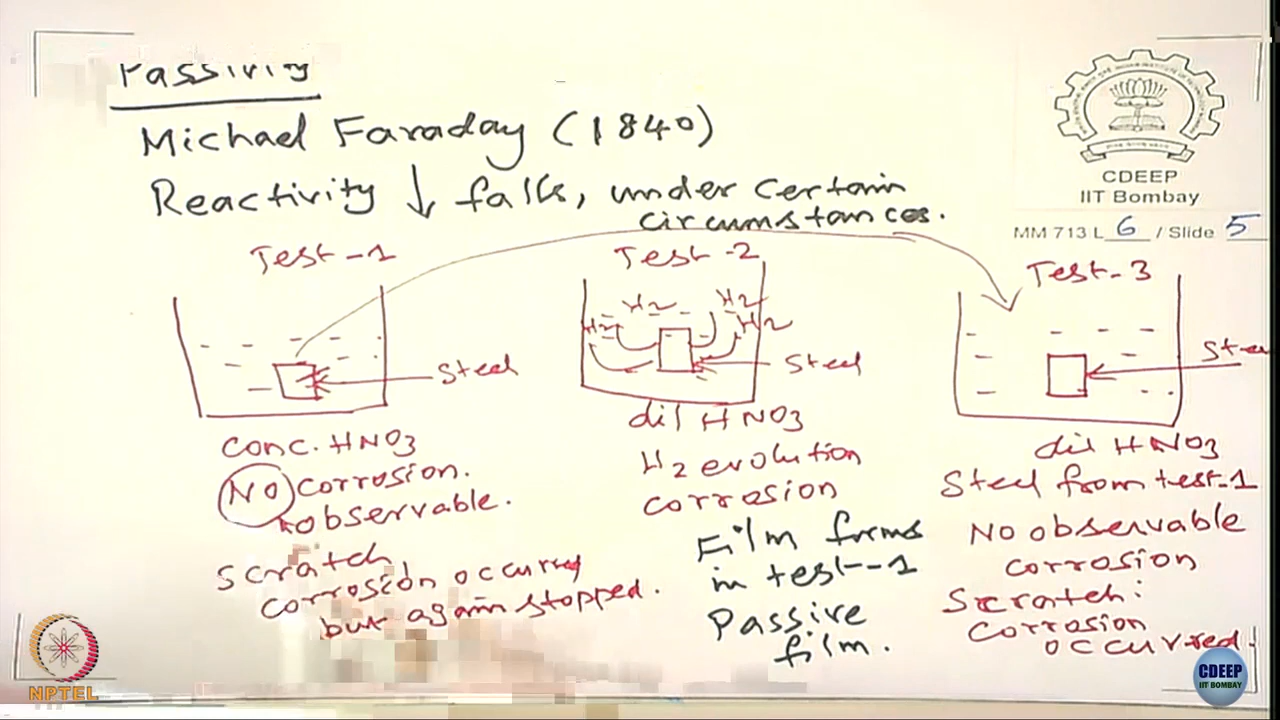 Passivity
Michael Faraday (1840)
Reactivity ↓ falls, under certain
circumstances.
CDEEP
IIT Bombay
MM 713 L 6 / Slide 5
Test-1
Steel
conc. HNO3
NO corrosion.
observable.
Scratch
corrosion occurred
but again stopped.
Test-2
H2 H2
H2 H2
Steel
dil HNO3
H2 evolution
corrosion
Film forms
in test-1
Passive
film.
Test-3
Stee
dil HNO3
Steel from test-1
No observable
corrosion
Scratch:
corrosion
occurred.
NPTEL
CDEEP
IIT BOMBAY